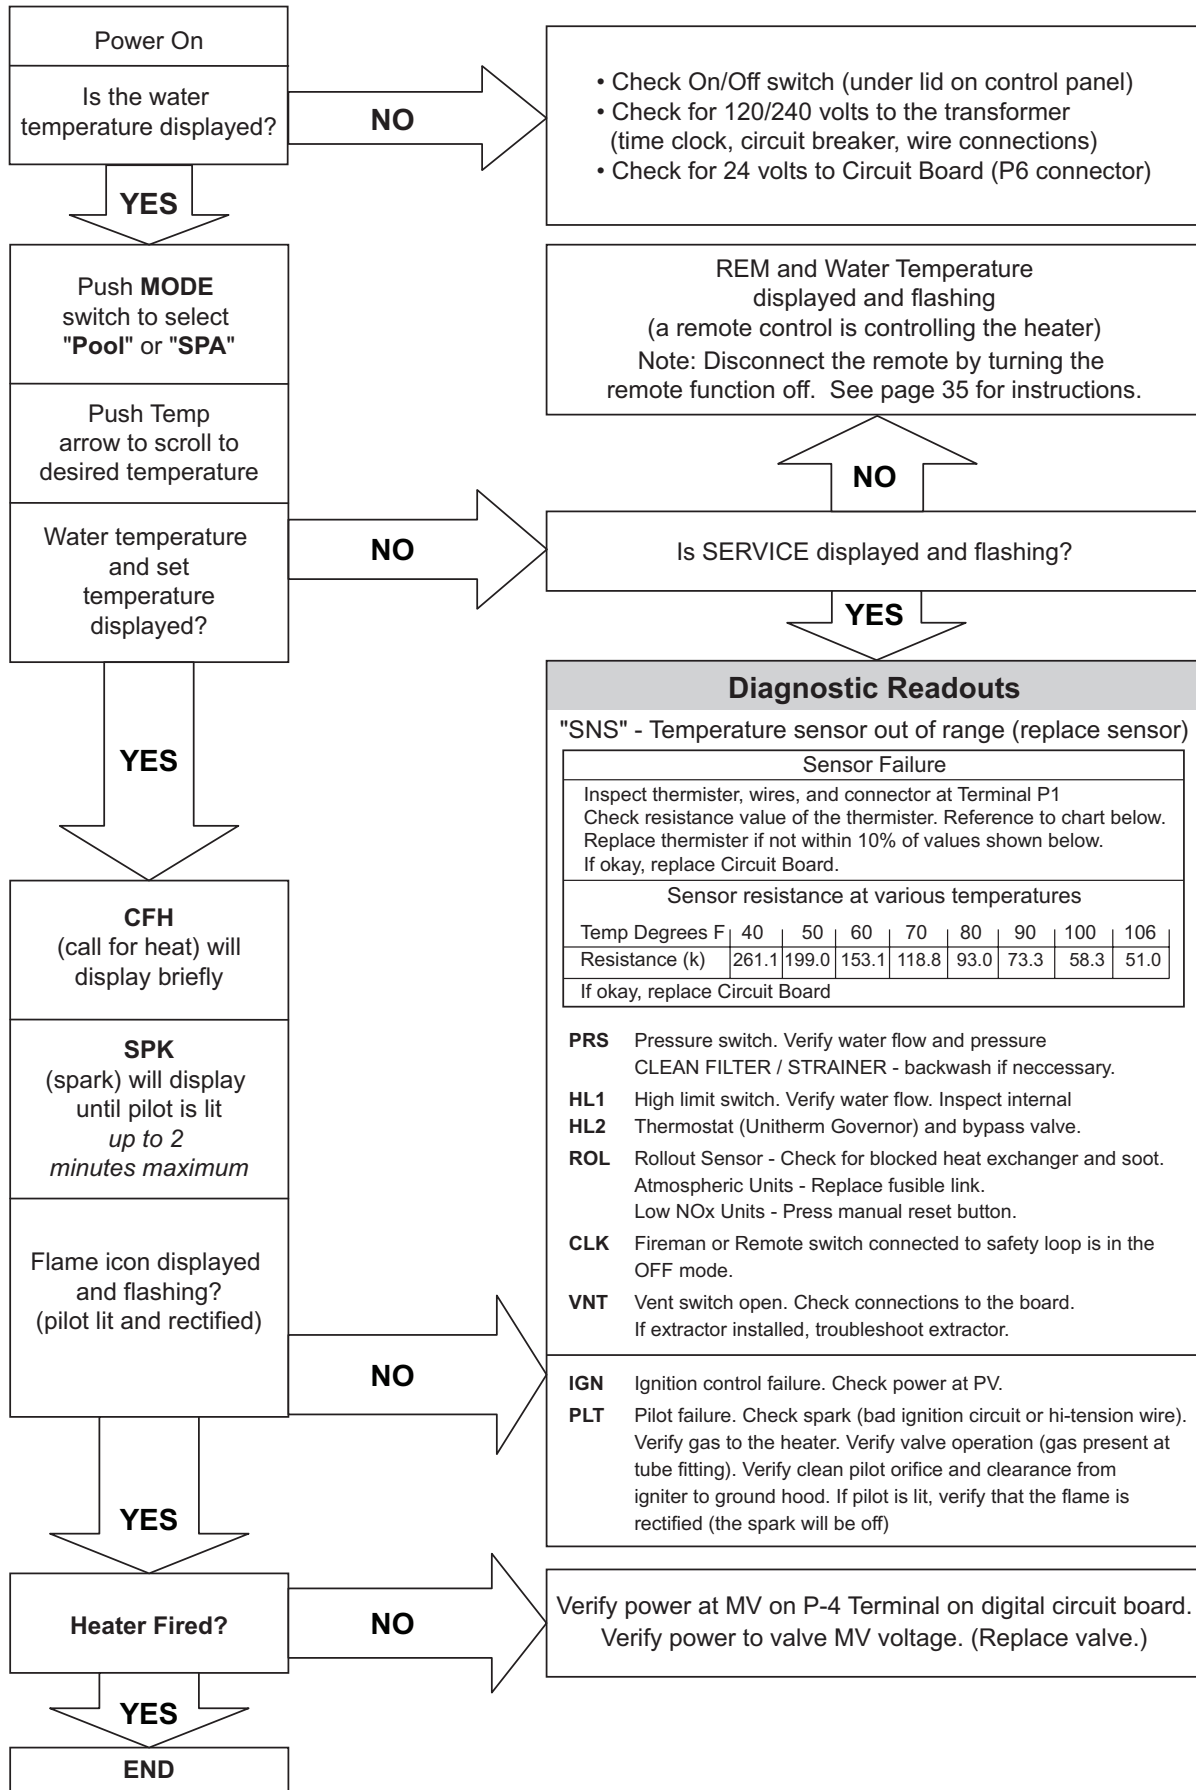 Power On
Is the water
temperature displayed?
NO
• Check On/Off switch (under lid on control panel)
• Check for 120/240 volts to the transformer
(time clock, circuit breaker, wire connections)
• Check for 24 volts to Circuit Board (P6 connector)
YES
Push MODE
switch to select
"Pool" or "SPA"
Push Temp
arrow to scroll to
desired temperature
Water temperature
and set
temperature
displayed?
NO
Is SERVICE displayed and flashing?
NO
REM and Water Temperature
displayed and flashing
(a remote control is controlling the heater)
Note: Disconnect the remote by turning the
remote function off. See page 35 for instructions.
YES
Diagnostic Readouts
"SNS" - Temperature sensor out of range (replace sensor)
Sensor Failure
Inspect thermister, wires, and connector at Terminal P1
Check resistance value of the thermister. Reference to chart below.
Replace thermister if not within 10% of values shown below.
If okay, replace Circuit Board.
Sensor resistance at various temperatures
Temp Degrees F 40 50 60 70 80 90 100 106
Resistance (k) 261.1 199.0 153.1 118.8 93.0 73.3 58.3 51.0
If okay, replace Circuit Board
PRS Pressure switch. Verify water flow and pressure
CLEAN FILTER / STRAINER - backwash if neccessary.
HL1 High limit switch. Verify water flow. Inspect internal
HL2 Thermostat (Unitherm Governor) and bypass valve.
ROL Rollout Sensor - Check for blocked heat exchanger and soot.
Atmospheric Units - Replace fusible link.
Low NOx Units - Press manual reset button.
CLK Fireman or Remote switch connected to safety loop is in the
OFF mode.
VNT Vent switch open. Check connections to the board.
If extractor installed, troubleshoot extractor.
IGN Ignition control failure. Check power at PV.
PLT Pilot failure. Check spark (bad ignition circuit or hi-tension wire).
Verify gas to the heater. Verify valve operation (gas present at
tube fitting). Verify clean pilot orifice and clearance from
igniter to ground hood. If pilot is lit, verify that the flame is
rectified (the spark will be off)
YES
CFH
(call for heat) will
display briefly
SPK
(spark) will display
until pilot is lit
up to 2
minutes maximum
Flame icon displayed
and flashing?
(pilot lit and rectified)
NO
YES
Heater Fired?
NO
Verify power at MV on P-4 Terminal on digital circuit board.
Verify power to valve MV voltage. (Replace valve.)
YES
END